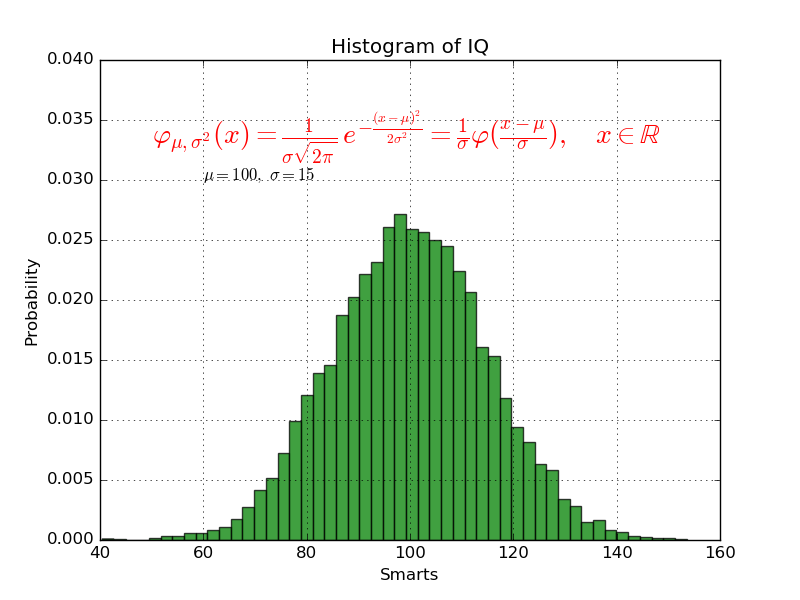 Histogram of IQ
0.040
0.035
φμ,σ²(x) = 1/(σ√2π) e^(−(x−μ)²/(2σ²)) = 1/σ φ((x−μ)/σ),   x ∈ ℝ
μ = 100, σ = 15
0.030
0.025
0.020
0.015
0.010
0.005
0.000
Probability
40 60 80 100 120 140 160
Smarts